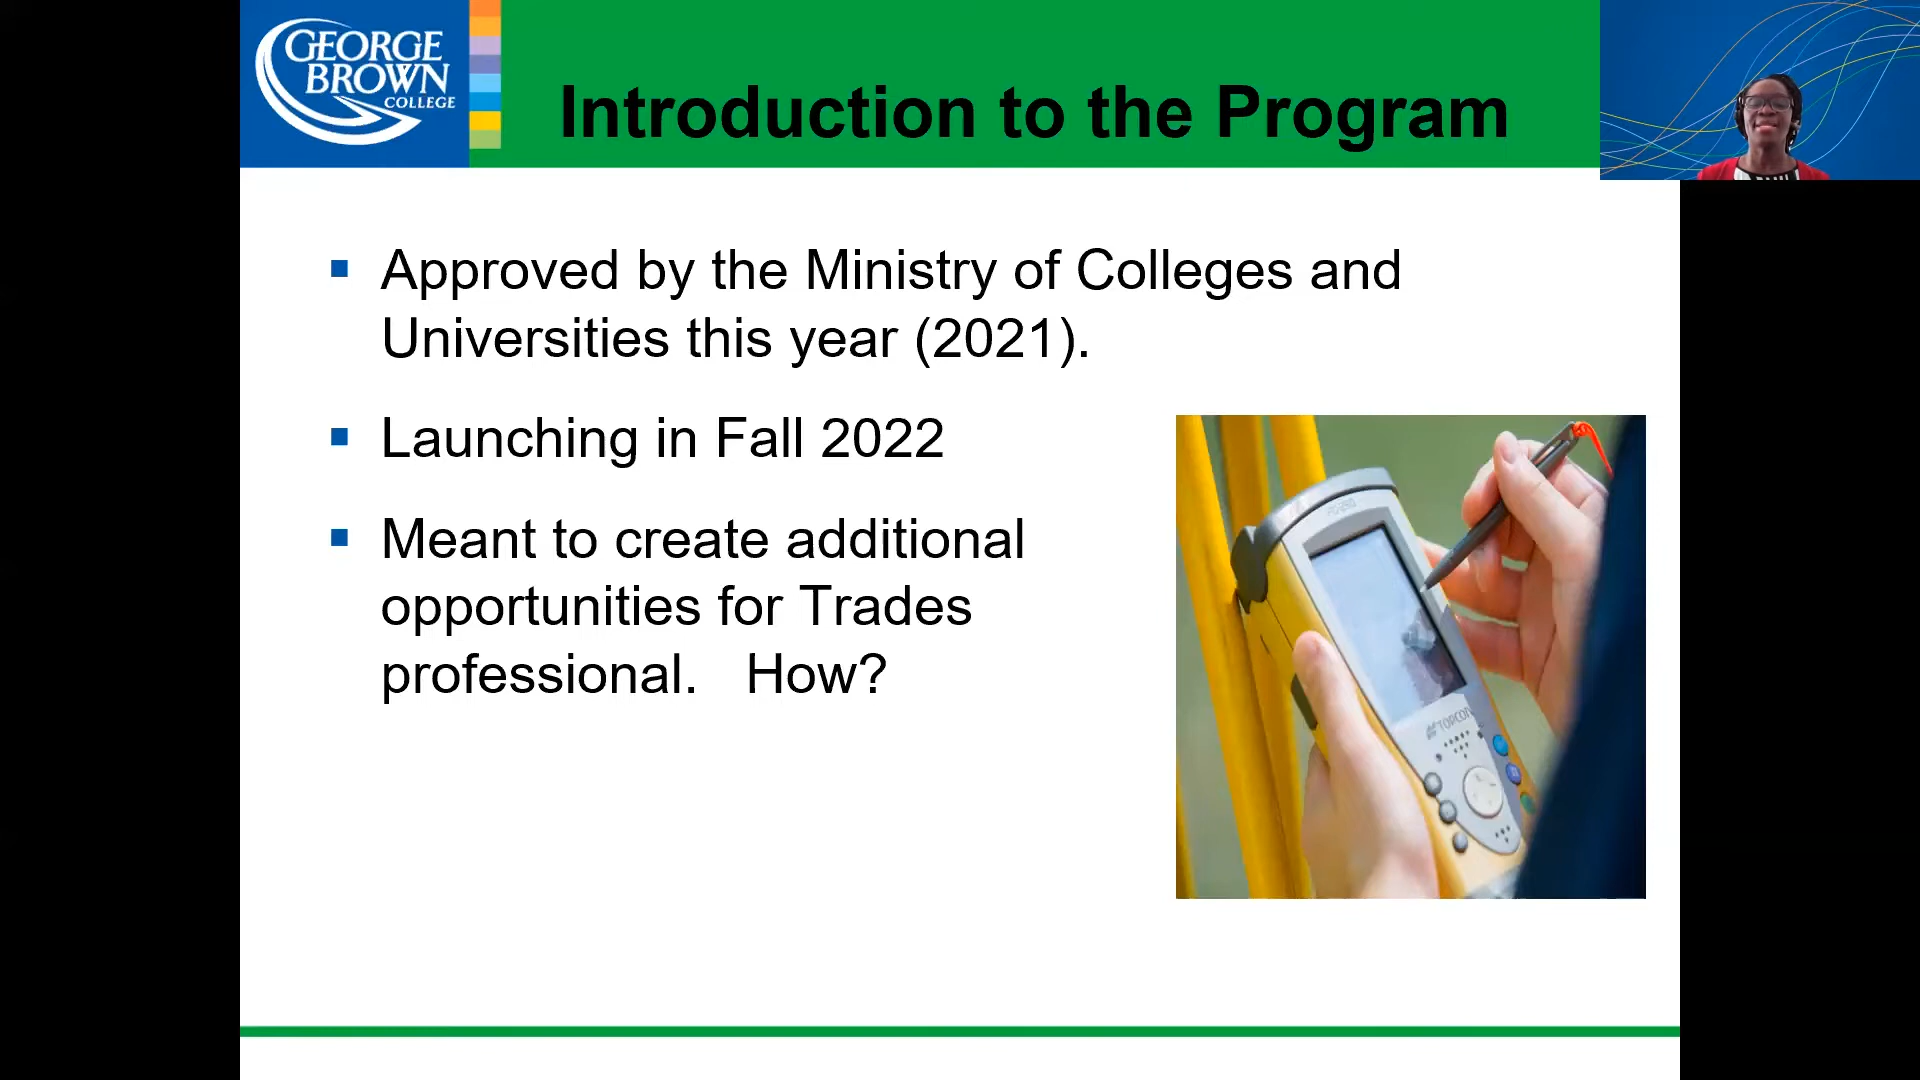 GEORGE
BROWN
COLLEGE
Introduction to the Program
Approved by the Ministry of Colleges and
Universities this year (2021).
Launching in Fall 2022
Meant to create additional
opportunities for Trades
professional. How?
TOPCON